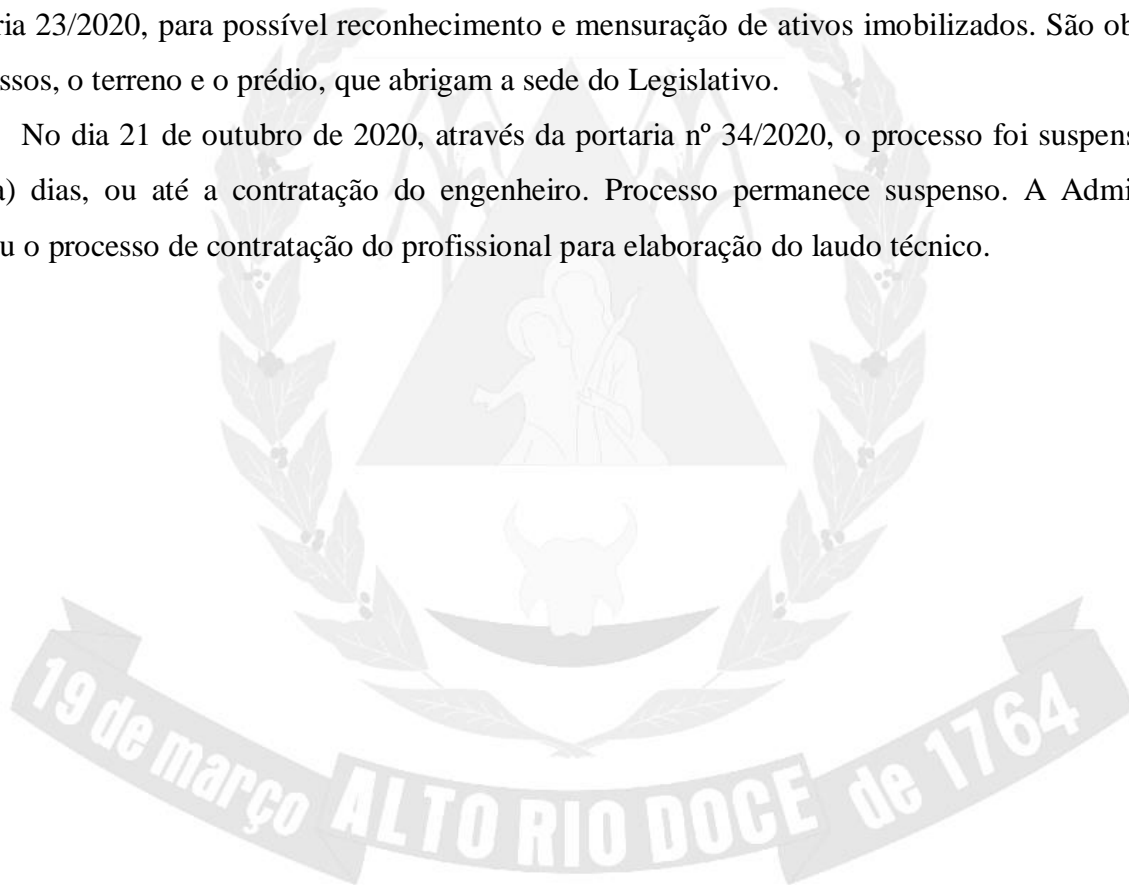 ria 23/2020, para possível reconhecimento e mensuração de ativos imobilizados. São ob
ssos, o terreno e o prédio, que abrigam a sede do Legislativo.
No dia 21 de outubro de 2020, através da portaria nº 34/2020, o processo foi suspens
a) dias, ou até a contratação do engenheiro. Processo permanece suspenso. A Admi
u o processo de contratação do profissional para elaboração do laudo técnico.
19 de março ALTO RIO DOCE de 1764